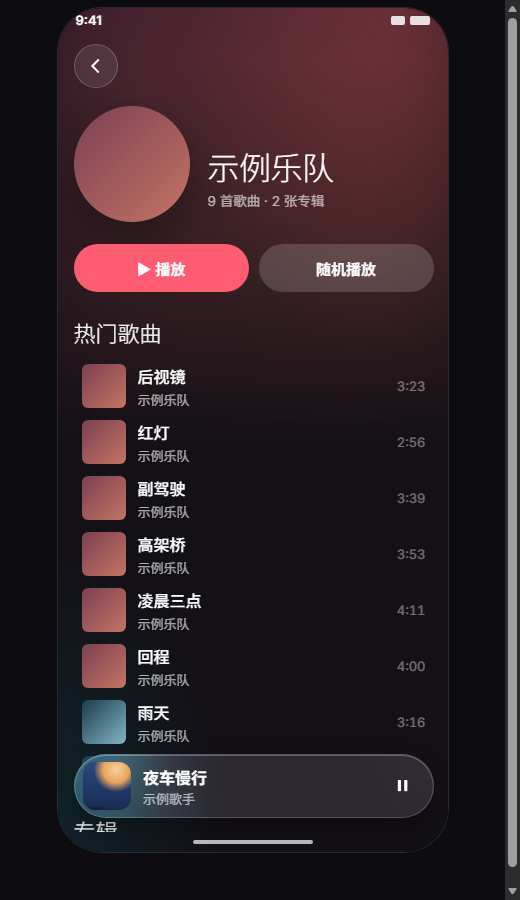 9:41
示例乐队
9 首歌曲 · 2 张专辑
▶ 播放
随机播放
热门歌曲
后视镜
示例乐队
3:23
红灯
示例乐队
2:56
副驾驶
示例乐队
3:39
高架桥
示例乐队
3:53
凌晨三点
示例乐队
4:11
回程
示例乐队
4:00
雨天
示例乐队
3:16
夜车慢行
示例歌手
专辑